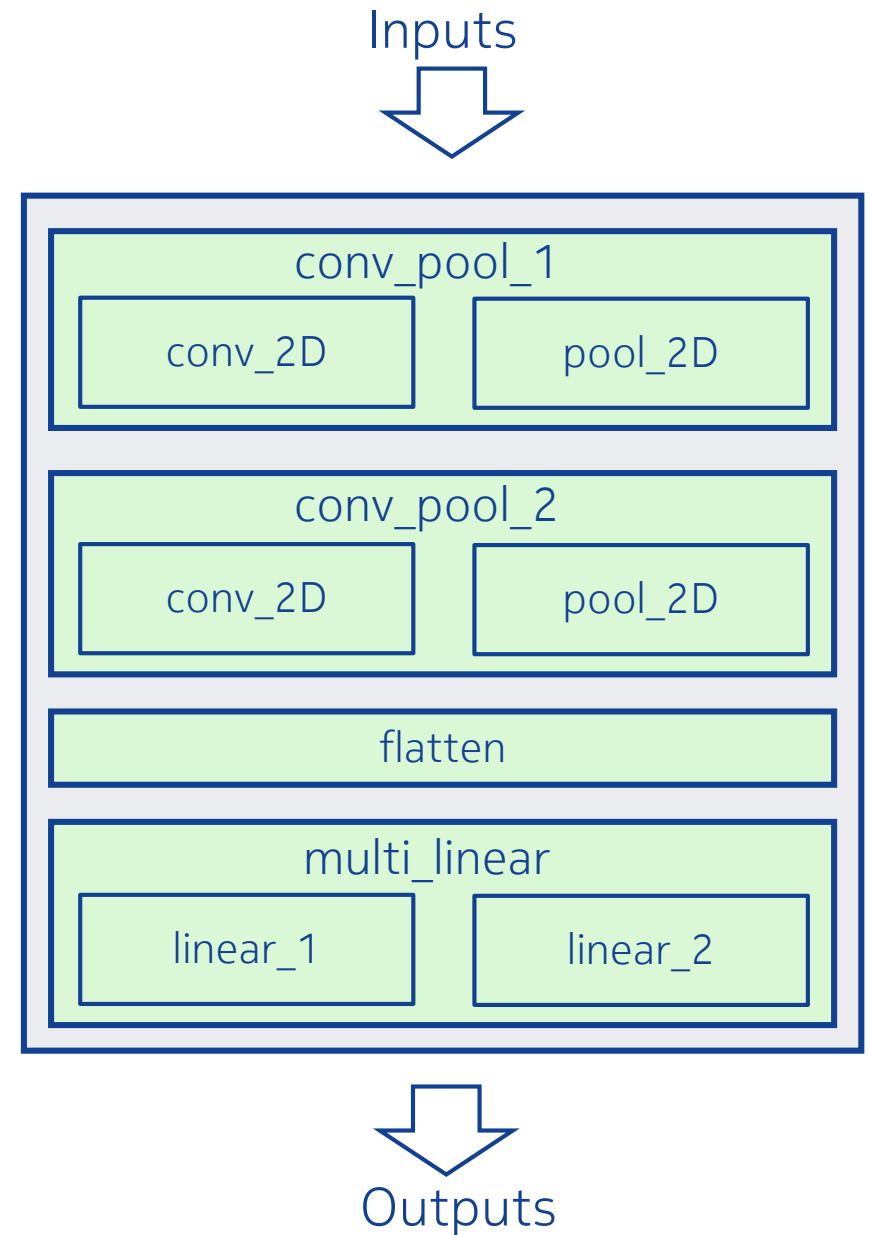 Inputs
conv_pool_1
conv_2D
pool_2D
conv_pool_2
conv_2D
pool_2D
flatten
multi_linear
linear_1
linear_2
Outputs